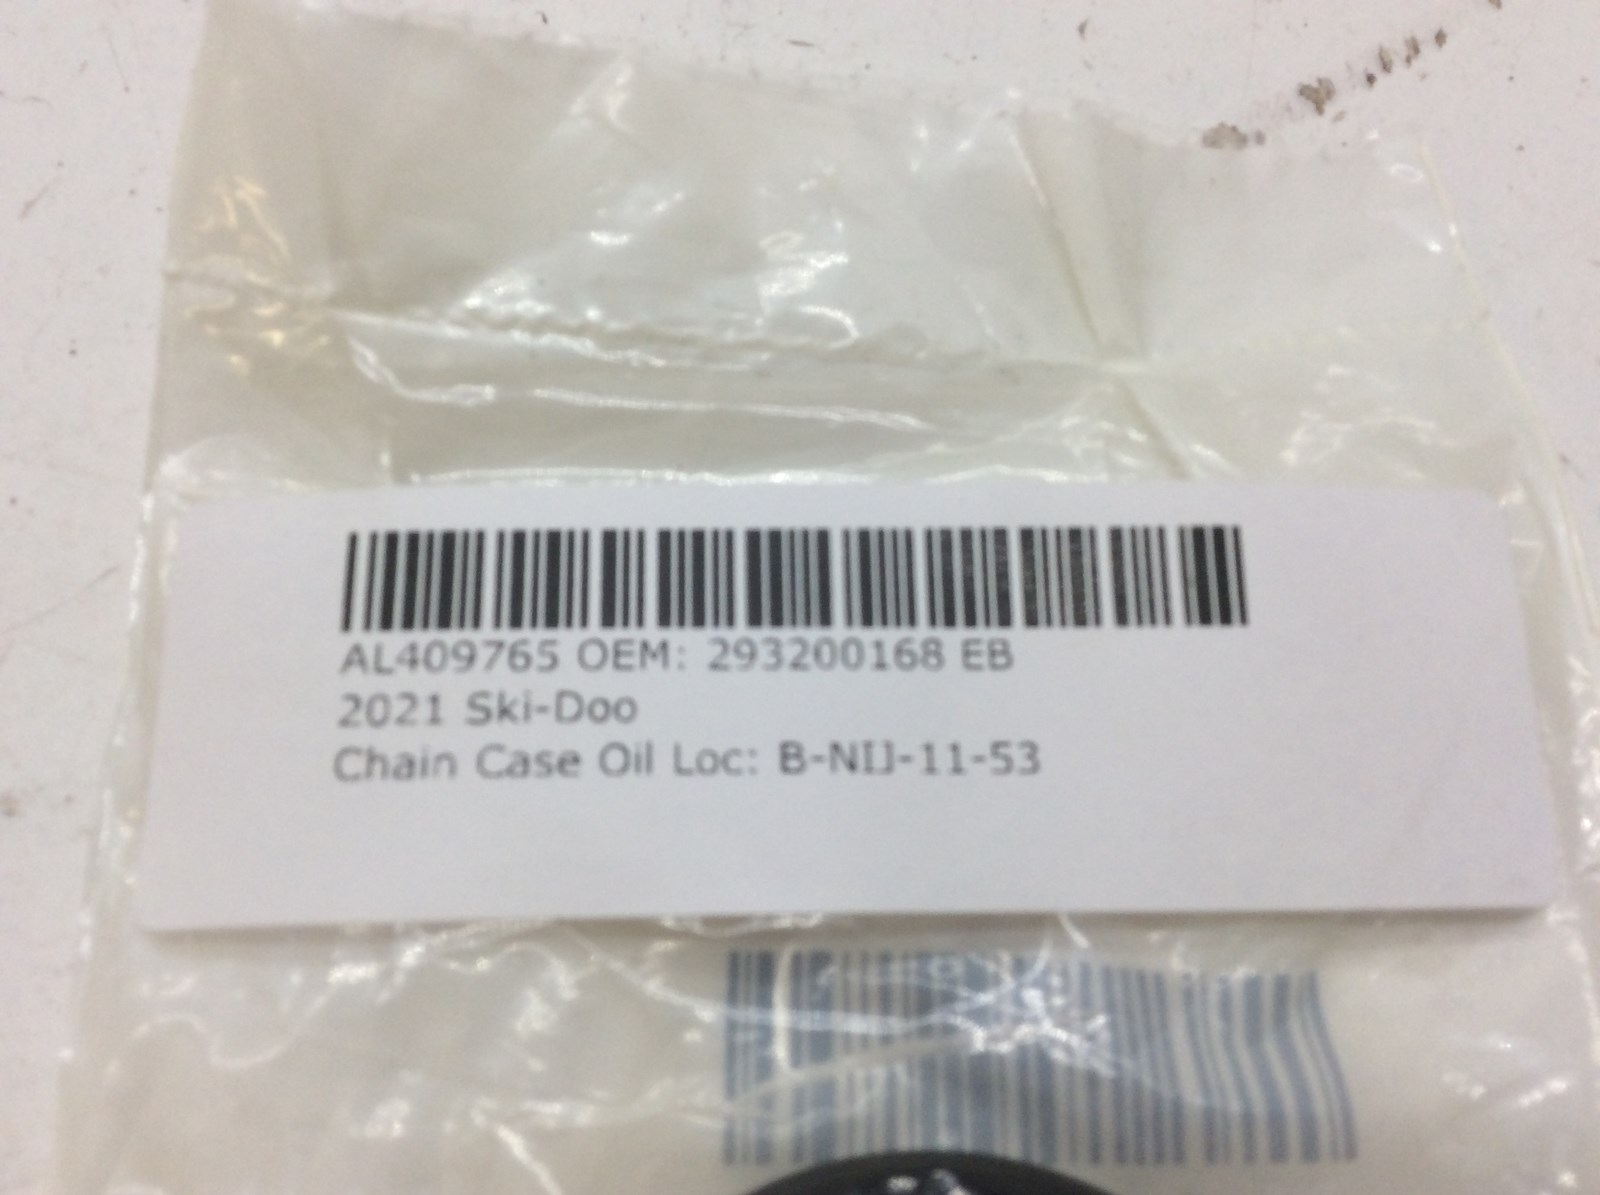 AL409765 OEM: 293200168 EB
2021 Ski-Doo
Chain Case Oil Loc: B-NIJ-11-53